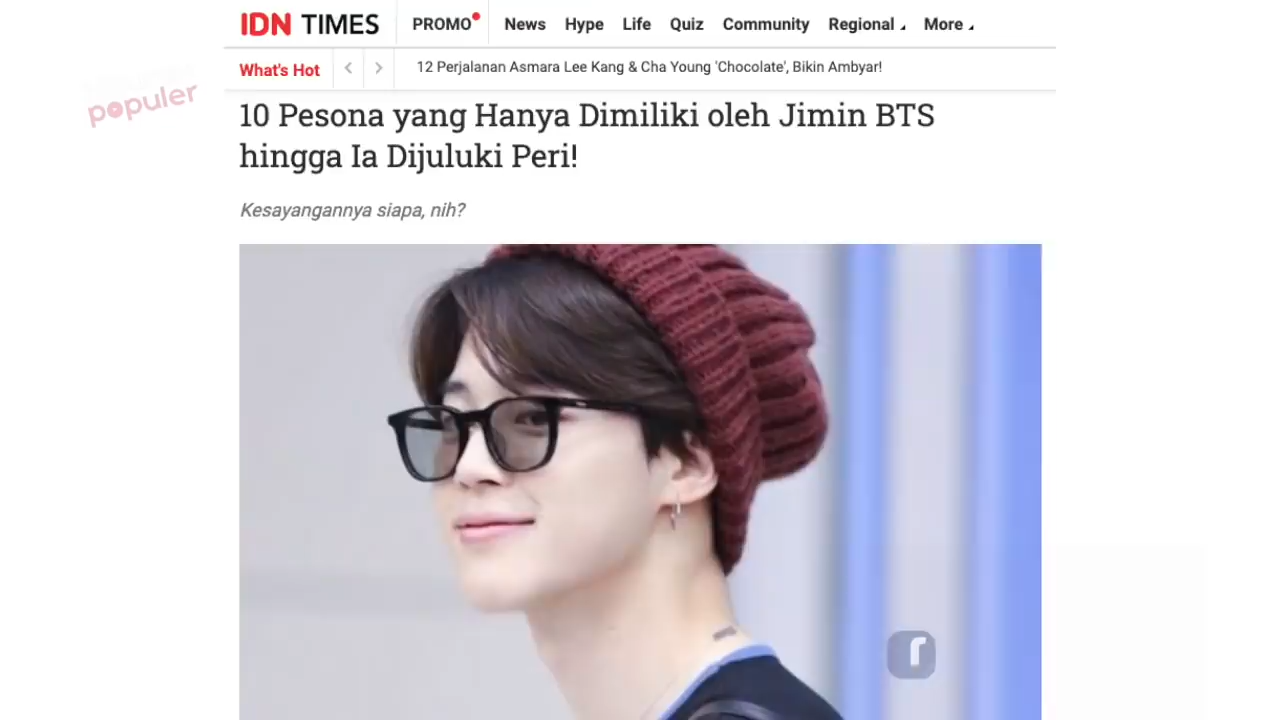 IDN TIMES PROMO News Hype Life Quiz Community Regional More
What's Hot 12 Perjalanan Asmara Lee Kang & Cha Young 'Chocolate', Bikin Ambyar!
populer
10 Pesona yang Hanya Dimiliki oleh Jimin BTS
hingga Ia Dijuluki Peri!
Kesayangannya siapa, nih?
r